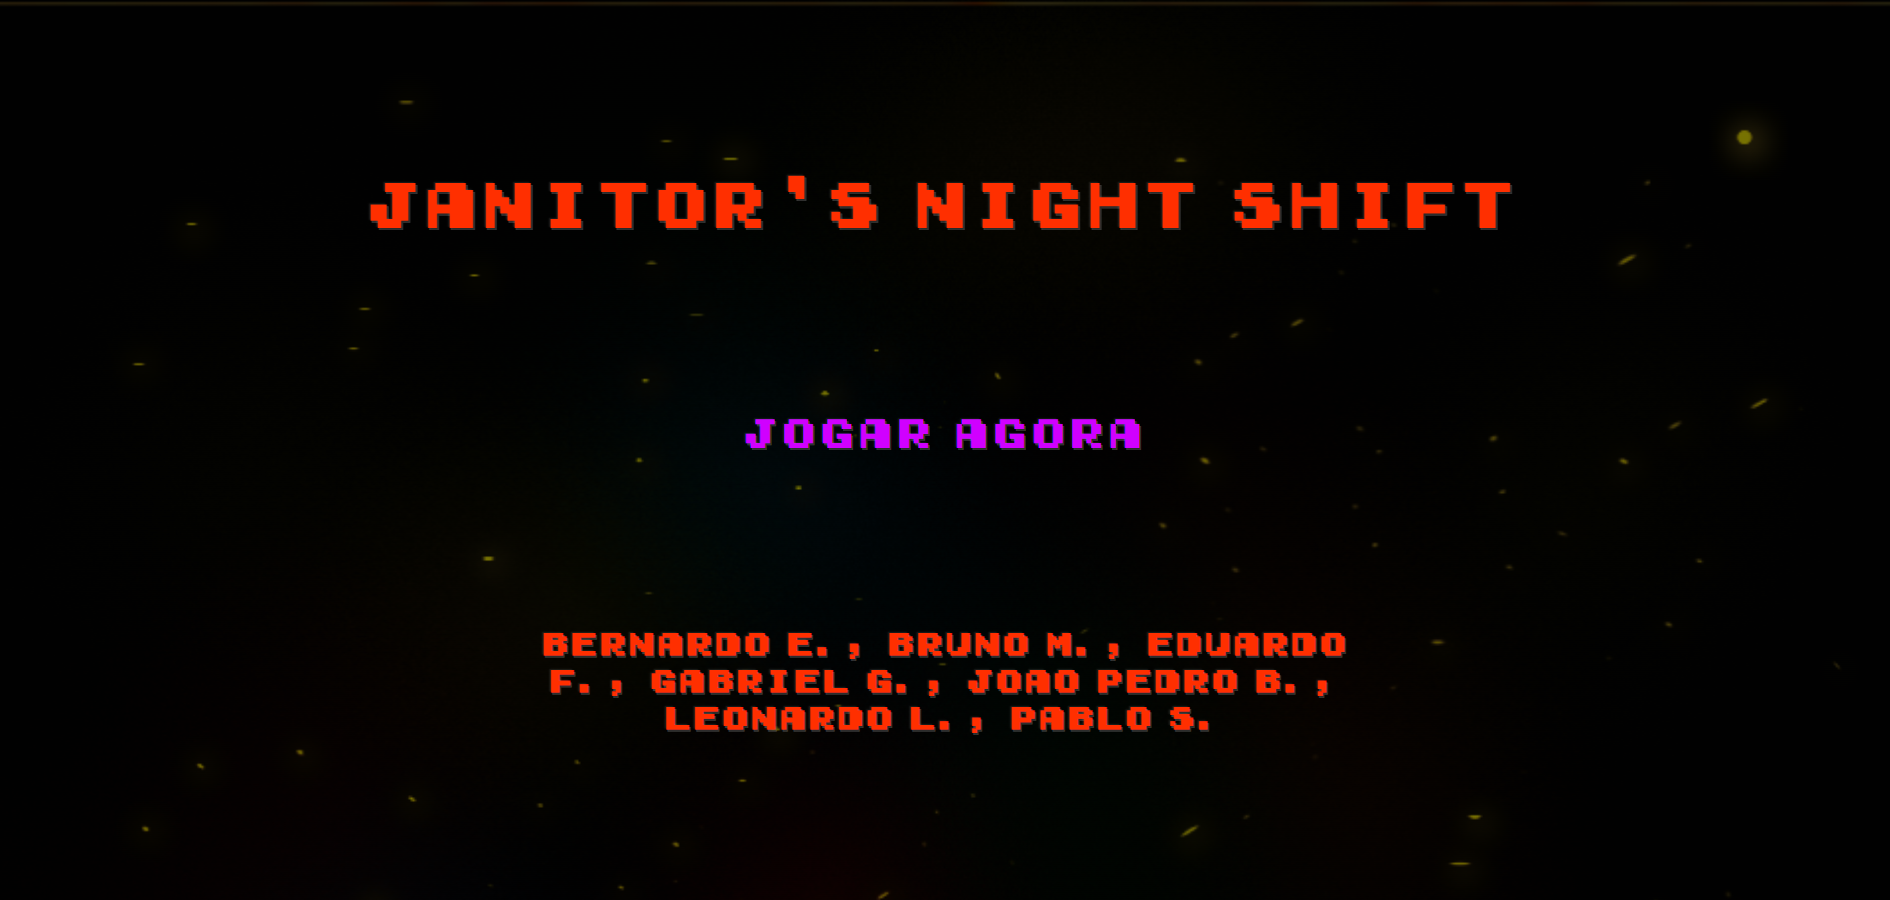 JANITOR'S NIGHT SHIFT
JOGAR AGORA
BERNARDO E. , BRUNO M. , EDUARDO
F. , GABRIEL G. , JOAO PEDRO B. ,
LEONARDO L. , PABLO S.